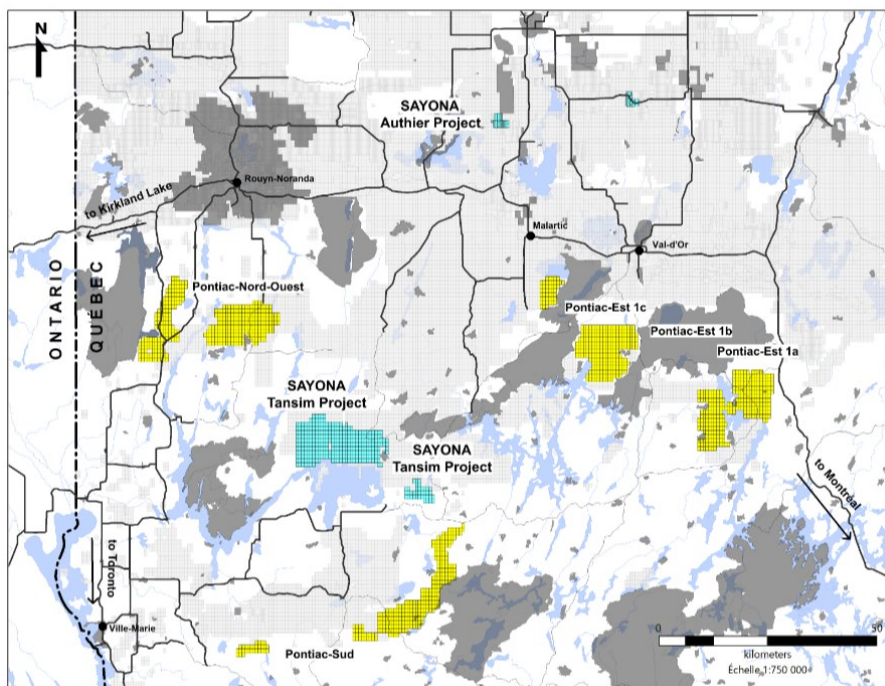 N
SAYONA
Authier Project
Rouyn-Noranda
to Kirkland Lake
Malartic
Val-d'Or
ONTARIO
QUÉBEC
Pontiac-Nord-Ouest
Pontiac-Est 1c
Pontiac-Est 1b
Pontiac-Est 1a
SAYONA
Tansim Project
SAYONA
Tansim Project
to Montréal
to Toronto
Ville-Marie
Pontiac-Sud
0 50
kilometers
Échelle 1:750 000